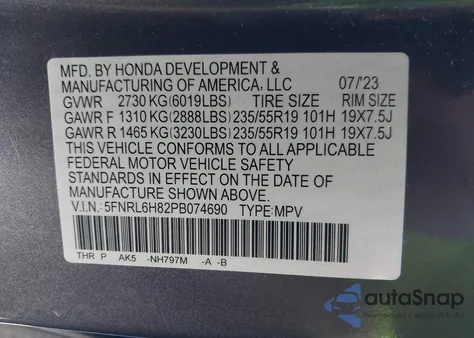 MFD. BY HONDA DEVELOPMENT &
MANUFACTURING OF AMERICA, LLC 07/'23
GVWR 2730 KG(6019LBS) TIRE SIZE RIM SIZE
GAWR F 1310 KG(2888LBS) 235/55R19 101H 19X7.5J
GAWR R 1465 KG(3230LBS) 235/55R19 101H 19X7.5J
THIS VEHICLE CONFORMS TO ALL APPLICABLE
FEDERAL MOTOR VEHICLE SAFETY
STANDARDS IN EFFECT ON THE DATE OF
MANUFACTURE SHOWN ABOVE.
V.I.N.: 5FNRL6H82PB074690 TYPE:MPV
THR P AK5 -NH797M -A -B
autoSnap